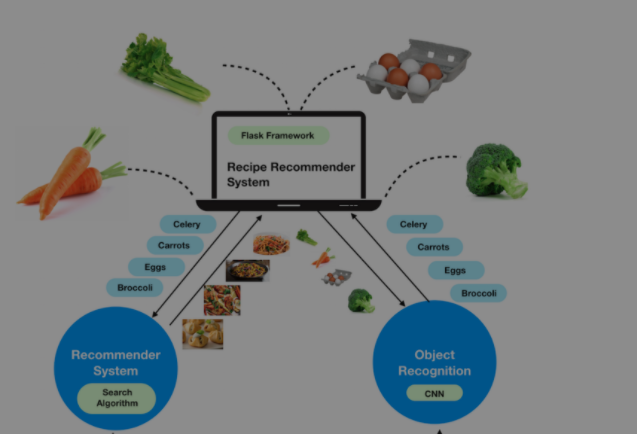 Flask Framework
Recipe Recommender
System
Celery
Carrots
Eggs
Broccoli
Celery
Carrots
Eggs
Broccoli
Recommender
System
Search
Algorithm
Object
Recognition
CNN